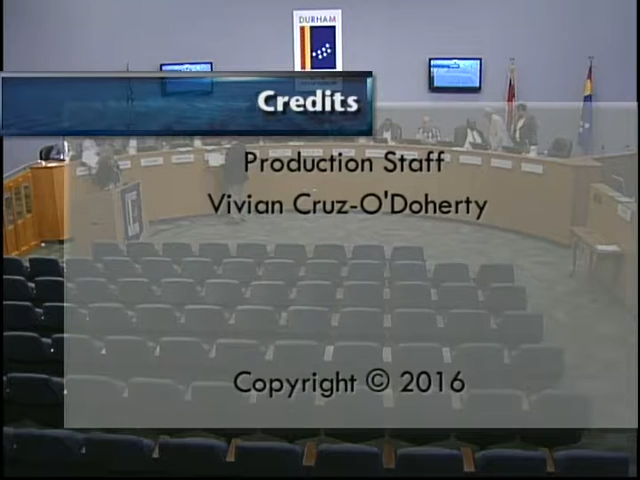 DURHAM
Credits
Production Staff
Vivian Cruz-O'Doherty
Copyright © 2016